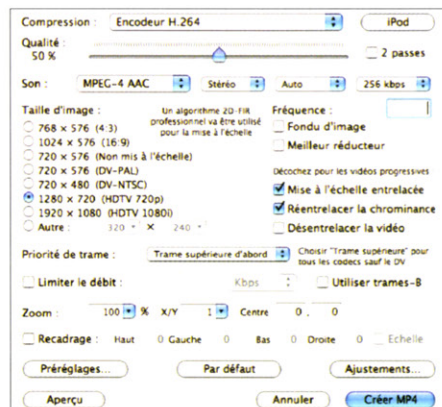 Compression : Encodeur H.264 iPod
Qualité :
50 % 2 passes
Son : MPEG-4 AAC Stéréo Auto 256 kbps
Taille d'image : Un algorithme 2D-FIR professionnel va être utilisé pour la mise à l'échelle Fréquence :
768 x 576 (4:3) Fondu d'image
1024 x 576 (16:9) Meilleur réducteur
720 x 576 (Non mis à l'échelle)
720 x 576 (DV-PAL) Décochez pour les vidéos progressives
720 x 480 (DV-NTSC) Mise à l'échelle entrelacée
1280 x 720 (HDTV 720p) Réentrelacer la chrominance
1920 x 1080 (HDTV 1080i) Désentrelacer la vidéo
Autre : 320 x 240
Priorité de trame : Trame supérieure d'abord Choisir "Trame supérieure" pour tous les codecs sauf le DV
Limiter le débit : Kbps Utiliser trames-B
Zoom : 100 % X/Y 1 Centre 0 . 0
Recadrage : Haut 0 Gauche 0 Bas 0 Droite 0 Echelle
Préréglages... Par défaut Ajustements...
Aperçu Annuler Créer MP4